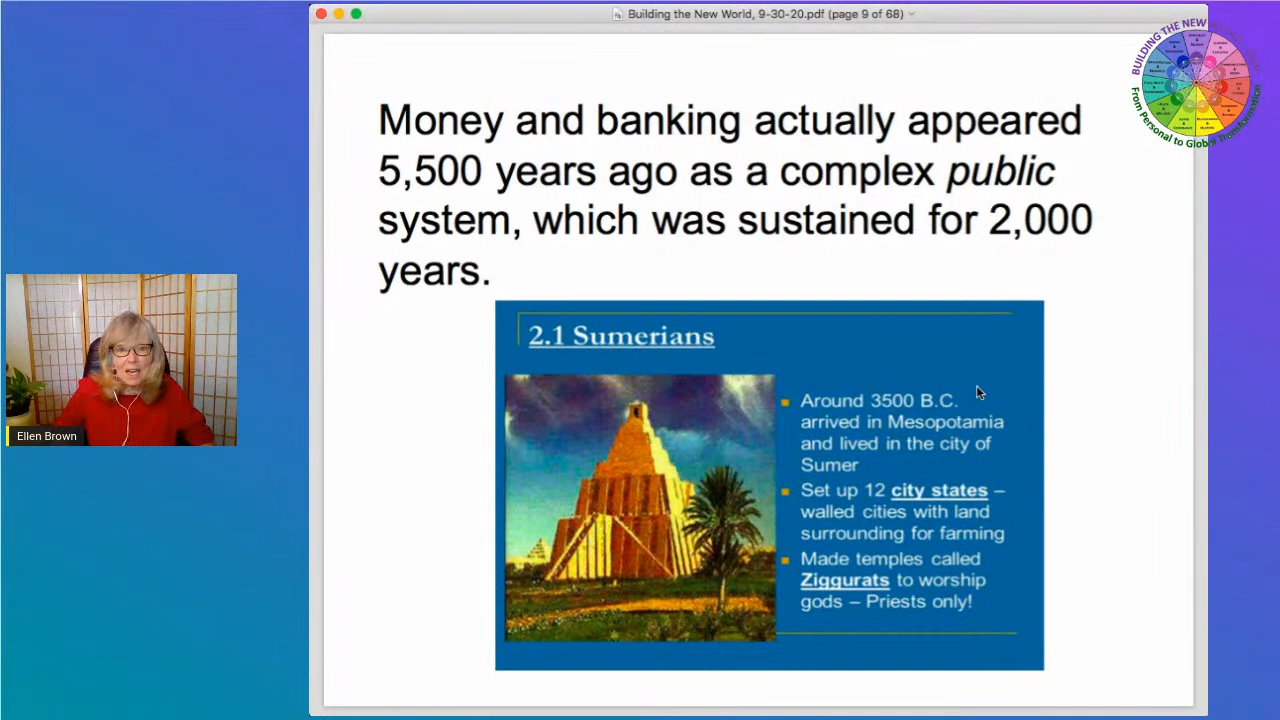 Building the New World, 9-30-20.pdf (page 9 of 68)
BUILDING THE NEW
From Personal to Global Transformation
Money and banking actually appeared
5,500 years ago as a complex public
system, which was sustained for 2,000
years.
2.1 Sumerians
Around 3500 B.C.
arrived in Mesopotamia
and lived in the city of
Sumer
Set up 12 city states –
walled cities with land
surrounding for farming
Made temples called
Ziggurats to worship
gods – Priests only!
Ellen Brown